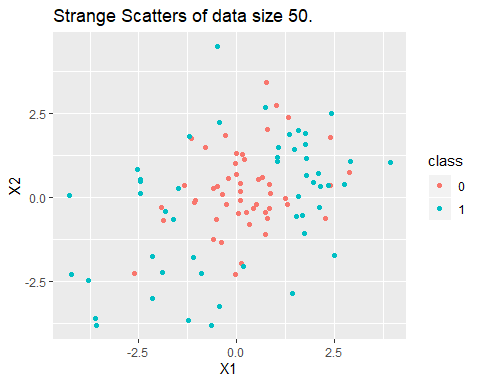 Strange Scatters of data size 50.
2.5
0.0
-2.5
X2
-2.5
0.0
2.5
X1
class
0
1